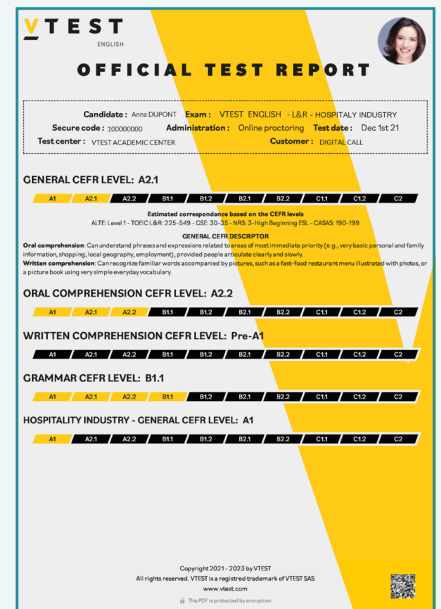 VTEST
ENGLISH
OFFICIAL TEST REPORT
Candidate : Anna DUPONT Exam : VTEST ENGLISH - L&R - HOSPITALY INDUSTRY
Secure code : 100000000 Administration : Online proctoring Test date : Dec 1st 21
Test center : VTEST ACADEMIC CENTER Customer : DIGITALCALL
GENERAL CEFR LEVEL: A2.1
A1 A2.1 A2.2 B1.1 B1.2 B2.1 B2.2 C1.1 C1.2 C2
Estimated correspondance based on the CEFR levels
ALTE: Level 1 - TOEIC L&R: 225-549 - GSE: 30-35 - NRS: 3-High Beginning ESL - CASAS: 190-199
GENERAL CEFR DESCRIPTOR
Oral comprehension: Can understand phrases and expressions related to areas of most immediate priority (e.g., very basic personal and family
information, shopping, local geography, employment), provided people articulate clearly and slowly.
Written comprehension: Can recognize familiar words accompanied by pictures, such as a fast-food restaurant menu illustrated with photos, or
a picture book using very simple everyday vocabulary.
ORAL COMPREHENSION CEFR LEVEL: A2.2
A1 A2.1 A2.2 B1.1 B1.2 B2.1 B2.2 C1.1 C1.2 C2
WRITTEN COMPREHENSION CEFR LEVEL: Pre-A1
A1 A2.1 A2.2 B1.1 B1.2 B2.1 B2.2 C1.1 C1.2 C2
GRAMMAR CEFR LEVEL: B1.1
A1 A2.1 A2.2 B1.1 B1.2 B2.1 B2.2 C1.1 C1.2 C2
HOSPITALITY INDUSTRY - GENERAL CEFR LEVEL: A1
A1 A2.1 A2.2 B1.1 B1.2 B2.1 B2.2 C1.1 C1.2 C2
Copyright 2021 - 2023 by VTEST
All rights reserved. VTEST is a registred trademark of VTEST SAS
www.vtest.com
This PDF is protected by encryption